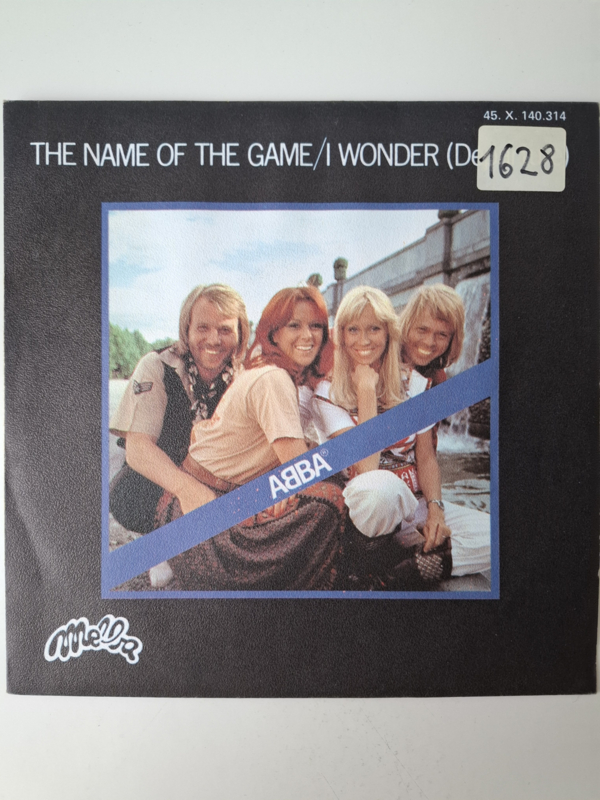 45. X. 140.314
THE NAME OF THE GAME/I WONDER (De
1628
)
ABBA®
Melba